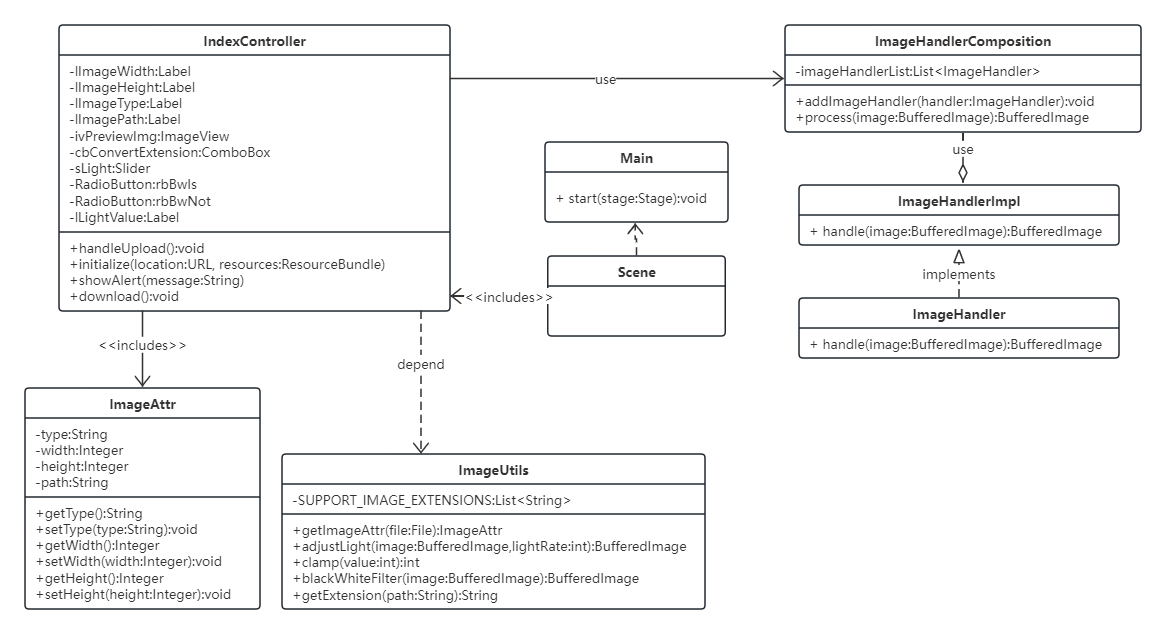 IndexController
-lImageWidth:Label
-lImageHeight:Label
-lImageType:Label
-lImagePath:Label
-ivPreviewImg:ImageView
-cbConvertExtension:ComboBox
-sLight:Slider
-RadioButton:rbBwIs
-RadioButton:rbBwNot
-lLightValue:Label
+handleUpload():void
+initialize(location:URL, resources:ResourceBundle)
+showAlert(message:String)
+download():void
use
ImageHandlerComposition
-imageHandlerList:List<ImageHandler>
+addImageHandler(handler:ImageHandler):void
+process(image:BufferedImage):BufferedImage
use
Main
+ start(stage:Stage):void
ImageHandlerImpl
+ handle(image:BufferedImage):BufferedImage
Scene
<<includes>>
implements
ImageHandler
+ handle(image:BufferedImage):BufferedImage
<<includes>>
depend
ImageAttr
-type:String
-width:Integer
-height:Integer
-path:String
+getType():String
+setType(type:String):void
+getWidth():Integer
+setWidth(width:Integer):void
+getHeight():Integer
+setHeight(height:Integer):void
ImageUtils
-SUPPORT_IMAGE_EXTENSIONS:List<String>
+getImageAttr(file:File):ImageAttr
+adjustLight(image:BufferedImage,lightRate:int):BufferedImage
+clamp(value:int):int
+blackWhiteFilter(image:BufferedImage):BufferedImage
+getExtension(path:String):String